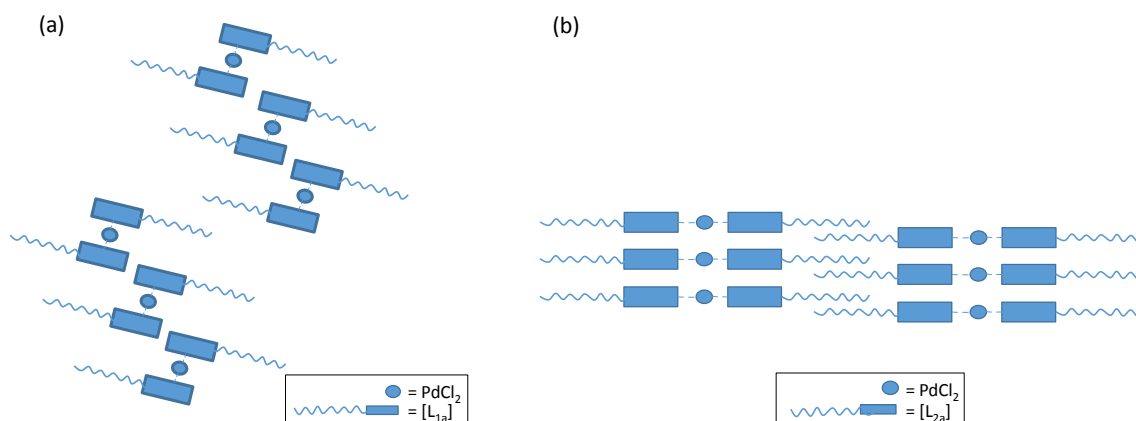 (a)
(b)
= PdCl₂
= [L₁ₐ]
= PdCl₂
= [L₂ₐ]